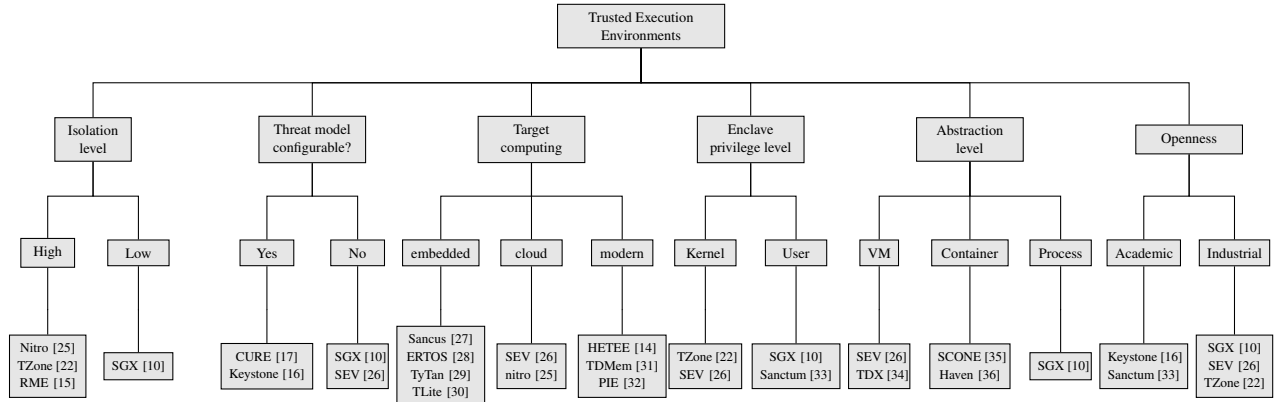 Trusted Execution
Environments
Isolation
level
Threat model
configurable?
Target
computing
Enclave
privilege level
Abstraction
level
Openness
High
Low
Yes
No
embedded
cloud
modern
Kernel
User
VM
Container
Process
Academic
Industrial
Nitro [25]
TZone [22]
RME [15]
SGX [10]
CURE [17]
Keystone [16]
SGX [10]
SEV [26]
Sancus [27]
ERTOS [28]
TyTan [29]
TLite [30]
SEV [26]
nitro [25]
HETEE [14]
TDMem [31]
PIE [32]
TZone [22]
SEV [26]
SGX [10]
Sanctum [33]
SEV [26]
TDX [34]
SCONE [35]
Haven [36]
SGX [10]
Keystone [16]
Sanctum [33]
SGX [10]
SEV [26]
TZone [22]